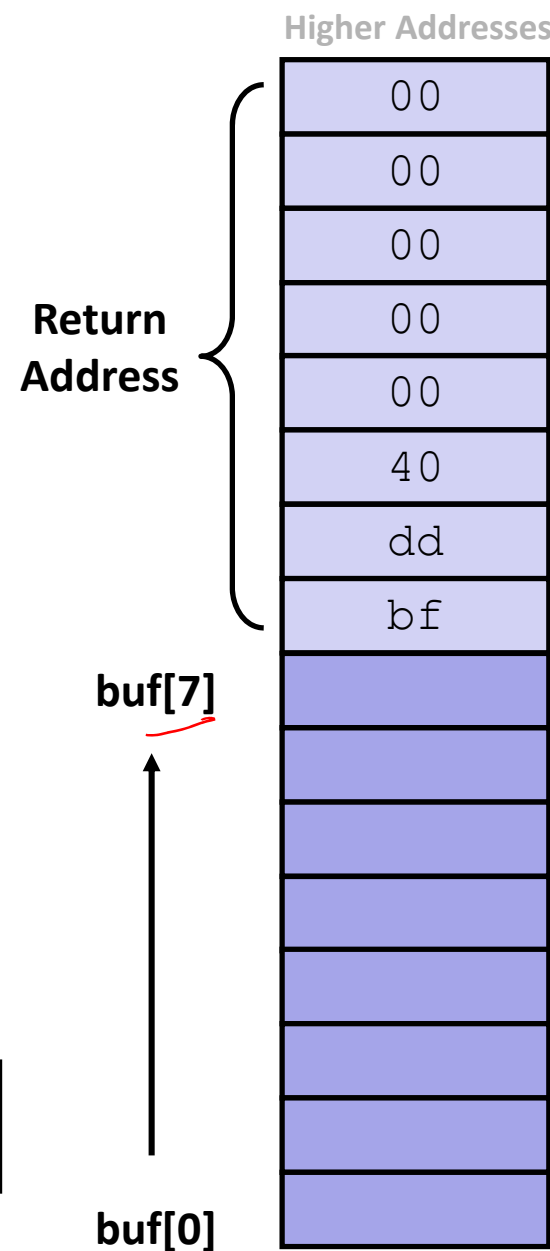 Higher Addresses
00
00
00
00
Return
Address
00
40
dd
bf
buf[7]
buf[0]